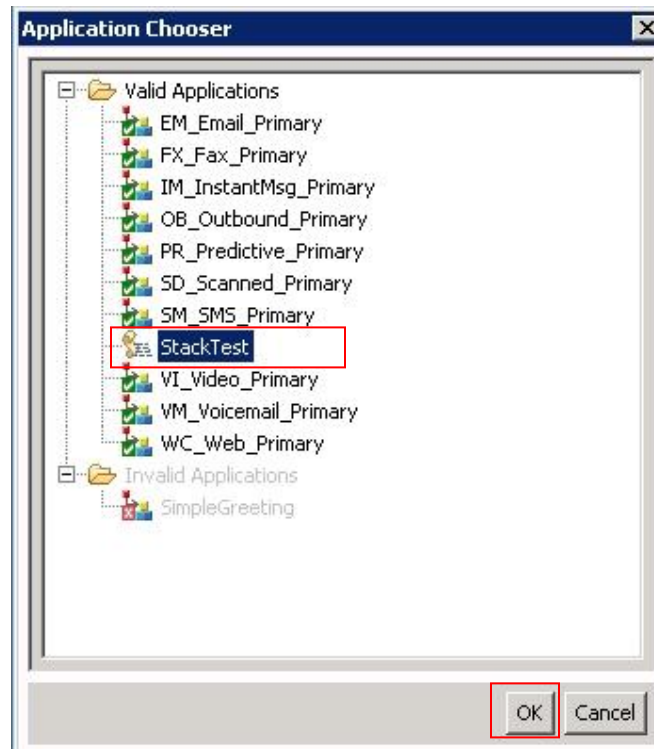 Application Chooser
Valid Applications
EM_Email_Primary
FX_Fax_Primary
IM_InstantMsg_Primary
OB_Outbound_Primary
PR_Predictive_Primary
SD_Scanned_Primary
SM_SMS_Primary
StackTest
VI_Video_Primary
VM_Voicemail_Primary
WC_Web_Primary
Invalid Applications
SimpleGreeting
OK Cancel